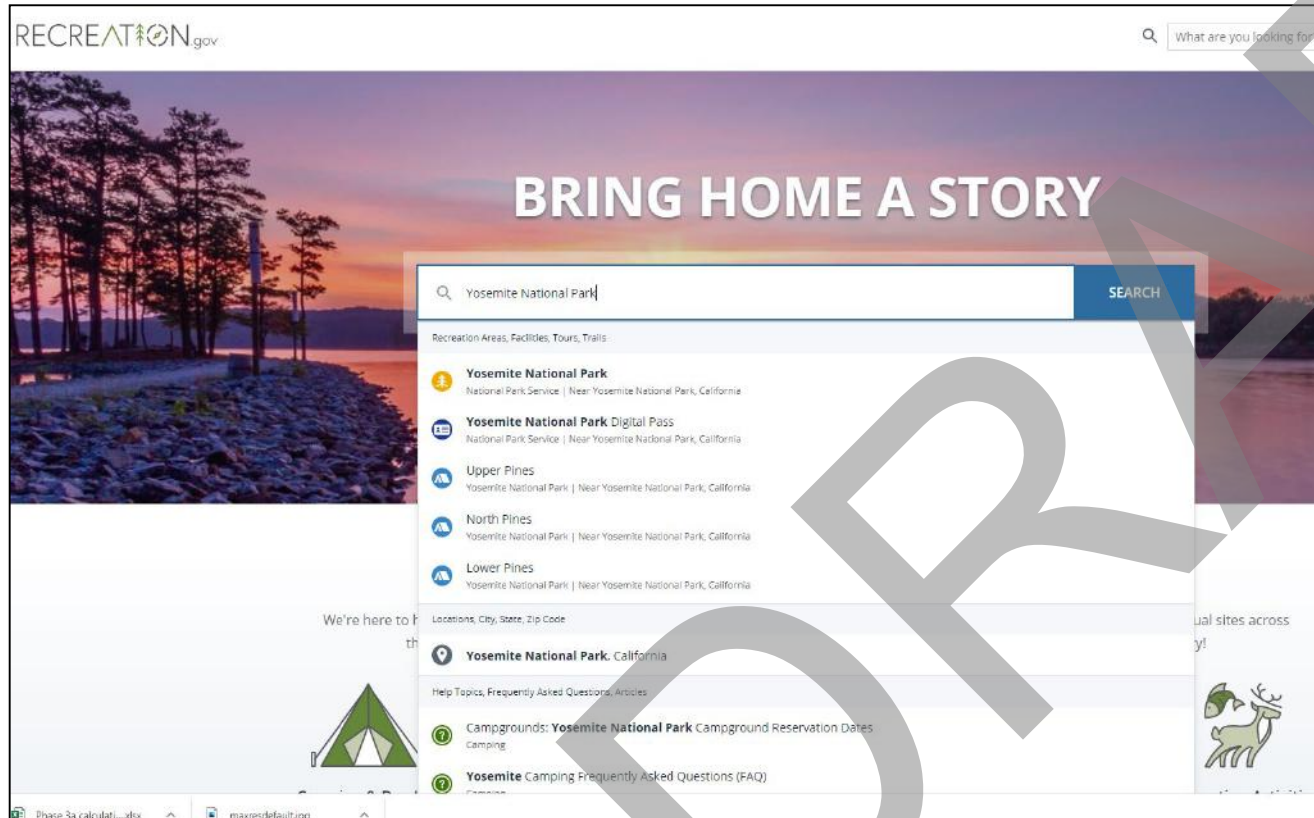 RECREATION.gov
What are you looking for
BRING HOME A STORY
Yosemite National Park
SEARCH
Recreation Areas, Facilities, Tours, Trails
Yosemite National Park
National Park Service | Near Yosemite National Park, California
Yosemite National Park Digital Pass
National Park Service | Near Yosemite National Park, California
Upper Pines
Yosemite National Park | Near Yosemite National Park, California
North Pines
Yosemite National Park | Near Yosemite National Park, California
Lower Pines
Yosemite National Park | Near Yosemite National Park, California
We're here to
Locations, City, State, Zip Code
sites across
Yosemite National Park, California
Help Topics, Frequently Asked Questions, Articles
Campgrounds: Yosemite National Park Campground Reservation Dates
Camping
Yosemite Camping Frequently Asked Questions (FAQ)
Phase 3a calculati....xlsx
maxresdefault.jpg
DRA